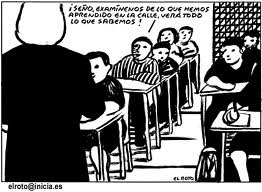 ¡SEÑO, EXAMÍNENOS DE LO QUE HEMOS
APRENDIDO EN LA CALLE, VERÁ TODO
LO QUE SABEMOS!
EL ROTO
elroto@inicia.es